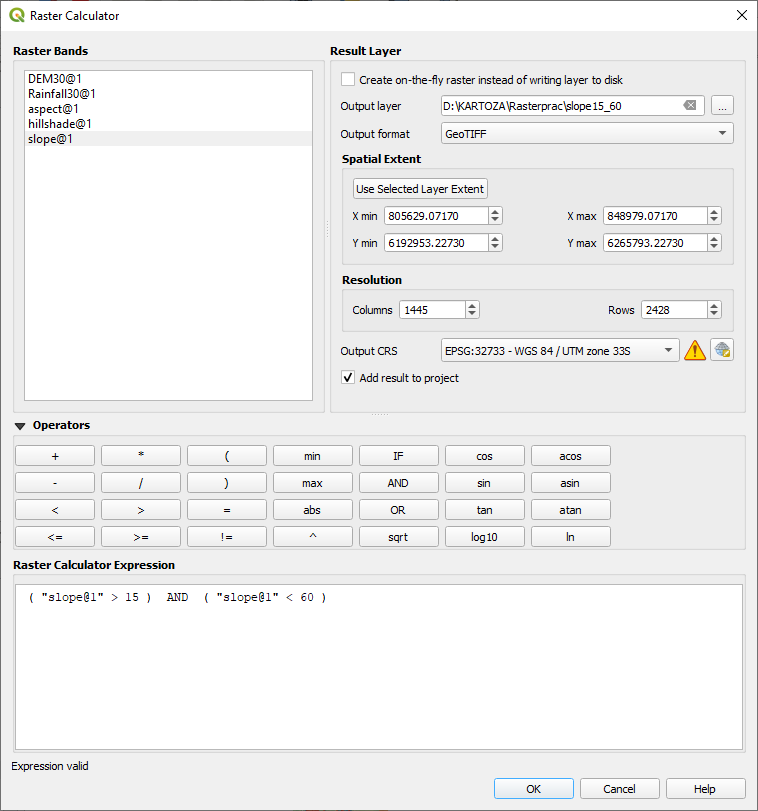 Raster Calculator
Raster Bands
DEM30@1
Rainfall30@1
aspect@1
hillshade@1
slope@1
Result Layer
Create on-the-fly raster instead of writing layer to disk
Output layer D:\KARTOZA\Rasterprac\slope15_60 ...
Output format GeoTIFF
Spatial Extent
Use Selected Layer Extent
X min 805629.07170 X max 848979.07170
Y min 6192953.22730 Y max 6265793.22730
Resolution
Columns 1445 Rows 2428
Output CRS EPSG:32733 - WGS 84 / UTM zone 33S
Add result to project
Operators
+ * ( min IF cos acos
- / ) max AND sin asin
< > = abs OR tan atan
<= >= != ^ sqrt log10 ln
Raster Calculator Expression
( "slope@1" > 15 ) AND ( "slope@1" < 60 )
Expression valid
OK Cancel Help